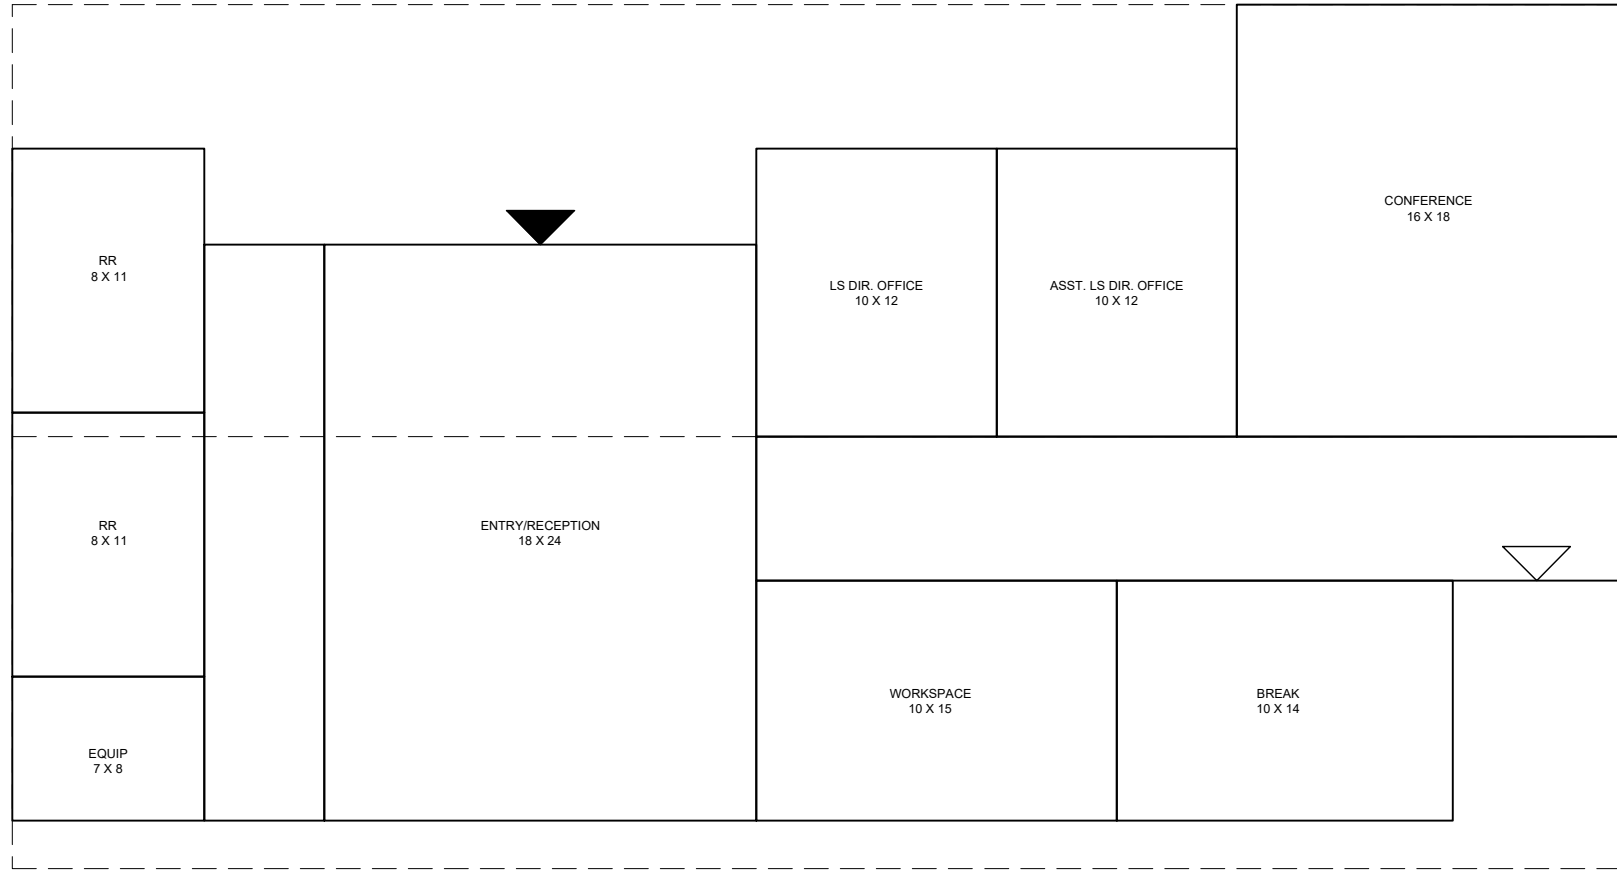 CONFERENCE
16 X 18
RR
8 X 11
LS DIR. OFFICE
10 X 12
ASST. LS DIR. OFFICE
10 X 12
RR
8 X 11
ENTRY/RECEPTION
18 X 24
WORKSPACE
10 X 15
BREAK
10 X 14
EQUIP
7 X 8